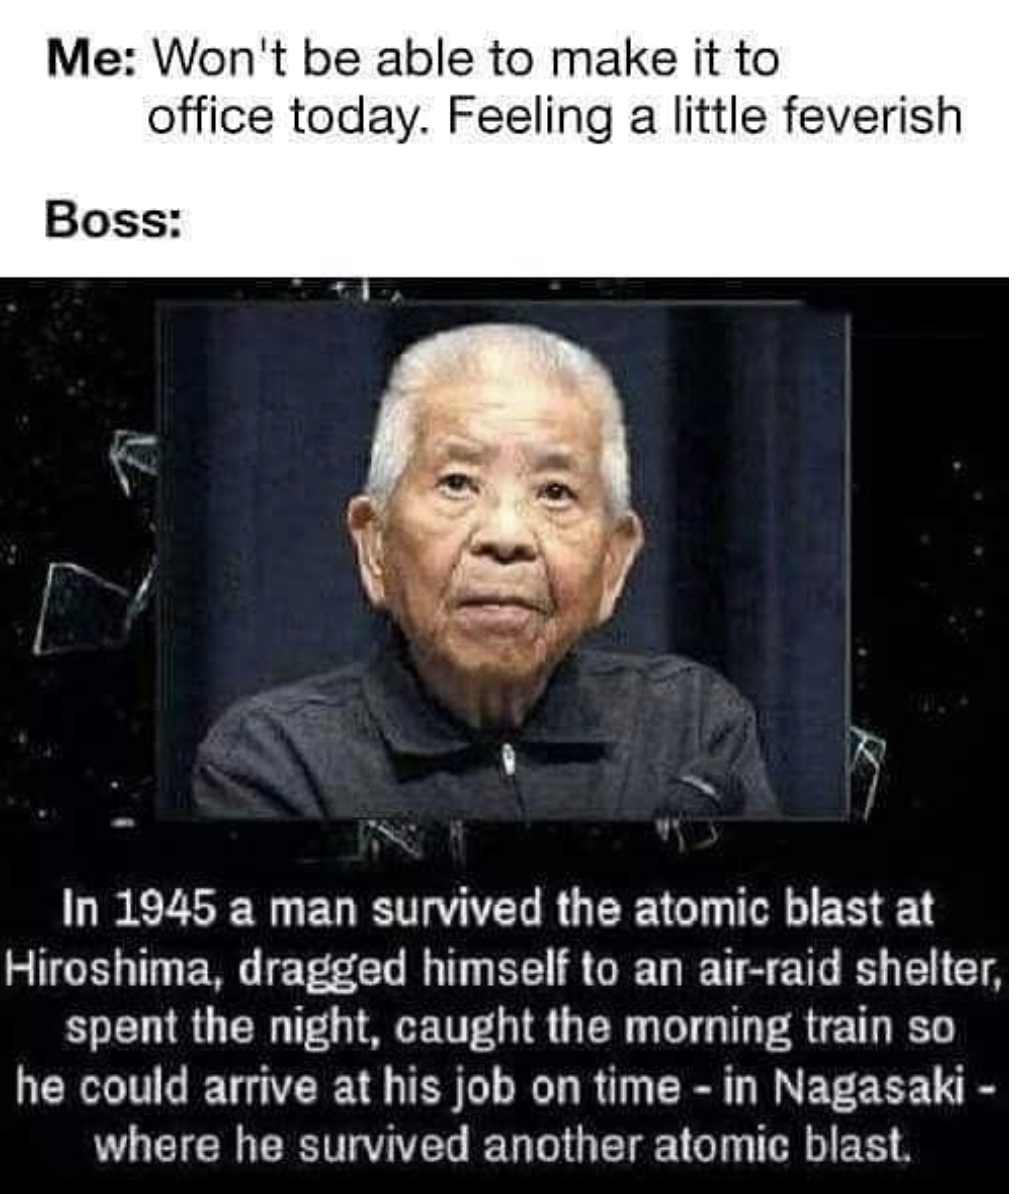 Me: Won't be able to make it to
office today. Feeling a little feverish
Boss:
In 1945 a man survived the atomic blast at
Hiroshima, dragged himself to an air-raid shelter,
spent the night, caught the morning train so
he could arrive at his job on time - in Nagasaki -
where he survived another atomic blast.